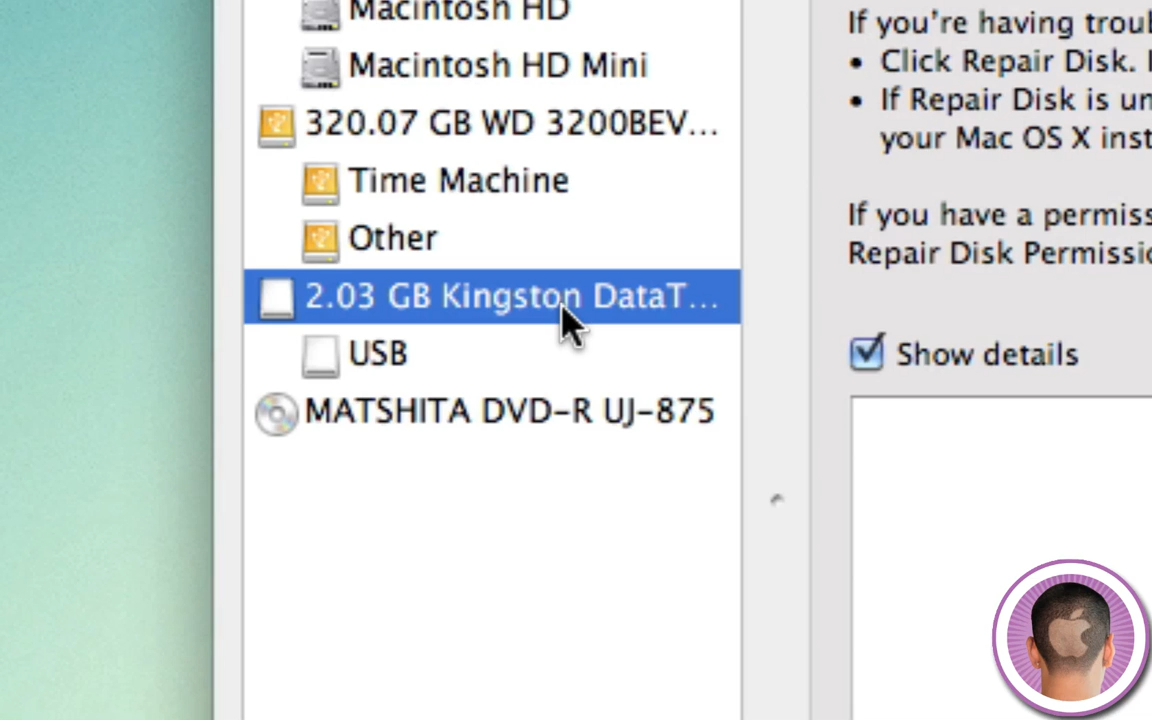 Macintosh HD
Macintosh HD Mini
320.07 GB WD 3200BEV...
Time Machine
Other
2.03 GB Kingston DataT...
USB
MATSHITA DVD-R UJ-875
If you're having troub
• Click Repair Disk.
• If Repair Disk is un
your Mac OS X inst
If you have a permiss
Repair Disk Permissio
Show details